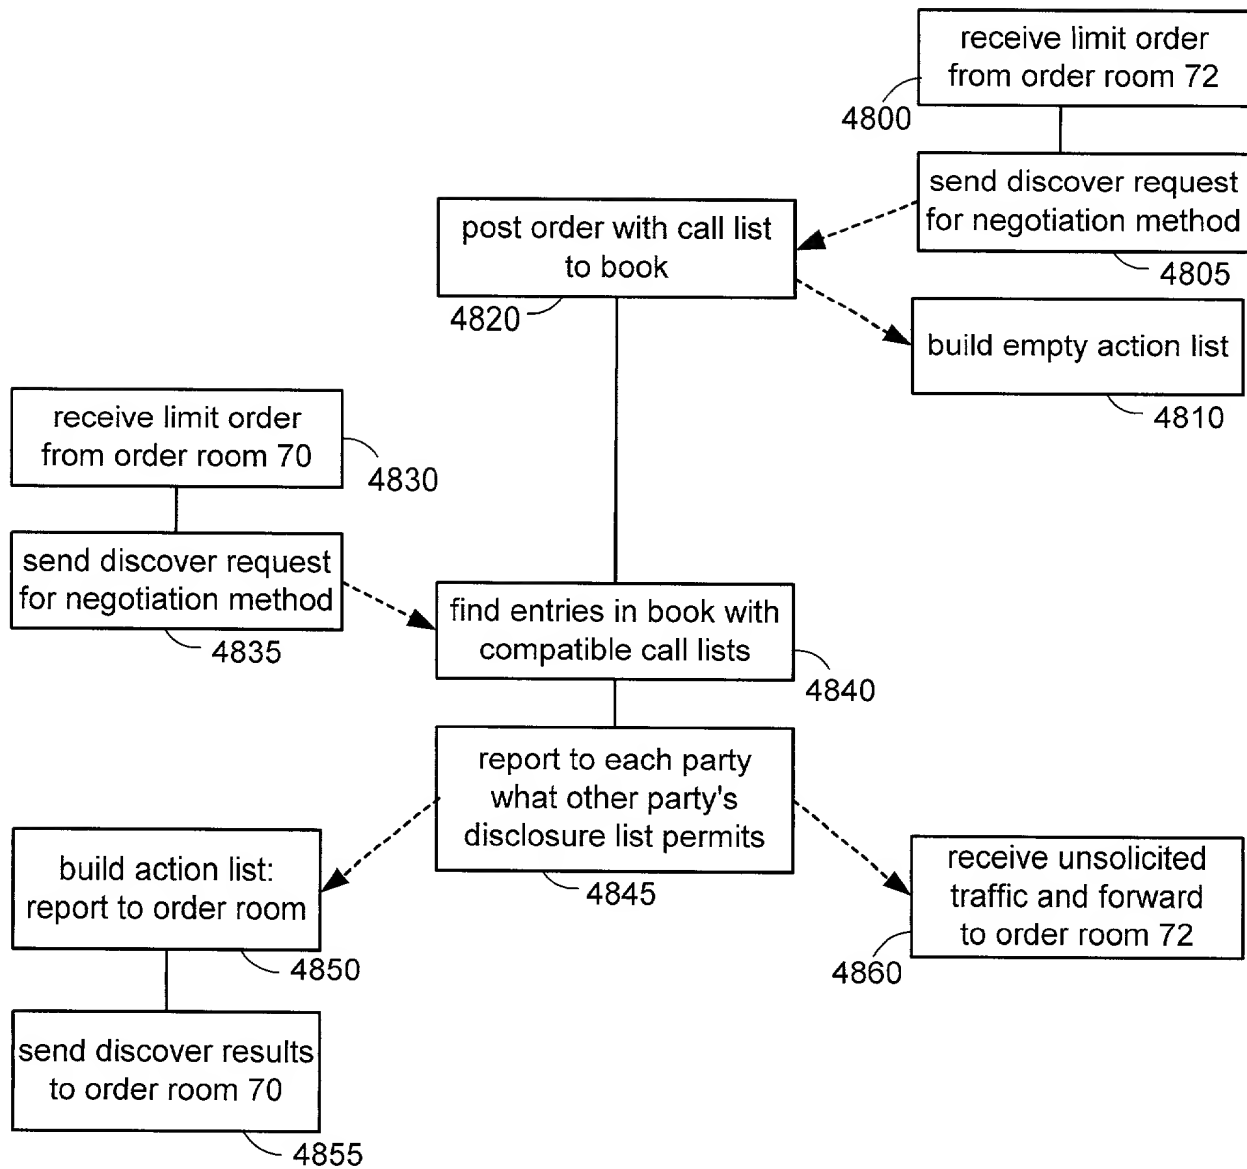 receive limit order
from order room 72
4800
send discover request
for negotiation method
4805
post order with call list
to book
4820
build empty action list
4810
receive limit order
from order room 70
4830
send discover request
for negotiation method
4835
find entries in book with
compatible call lists
4840
report to each party
what other party's
disclosure list permits
4845
build action list:
report to order room
4850
receive unsolicited
traffic and forward
to order room 72
4860
send discover results
to order room 70
4855